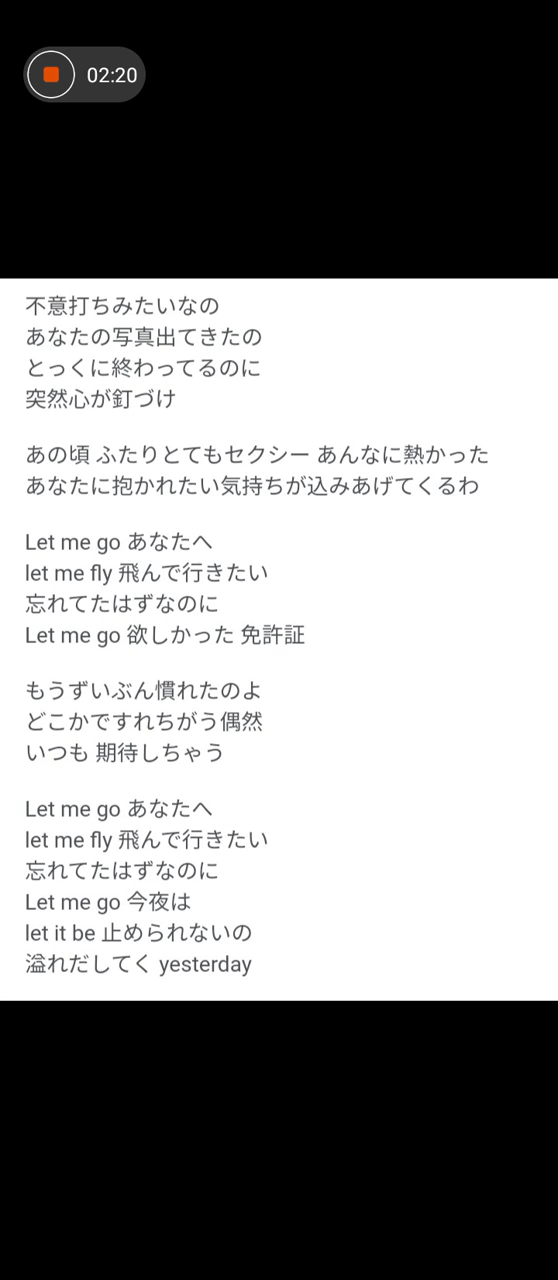 02:20
不意打ちみたいなの
あなたの写真出てきたの
とっくに終わってるのに
突然心が釘づけ
あの頃 ふたりとてもセクシー あんなに熱かった
あなたに抱かれたい気持ちが込みあげてくるわ
Let me go あなたへ
let me fly 飛んで行きたい
忘れてたはずなのに
Let me go 欲しかった 免許証
もうずいぶん慣れたのよ
どこかですれちがう偶然
いつも 期待しちゃう
Let me go あなたへ
let me fly 飛んで行きたい
忘れてたはずなのに
Let me go 今夜は
let it be 止められないの
溢れだしてく yesterday